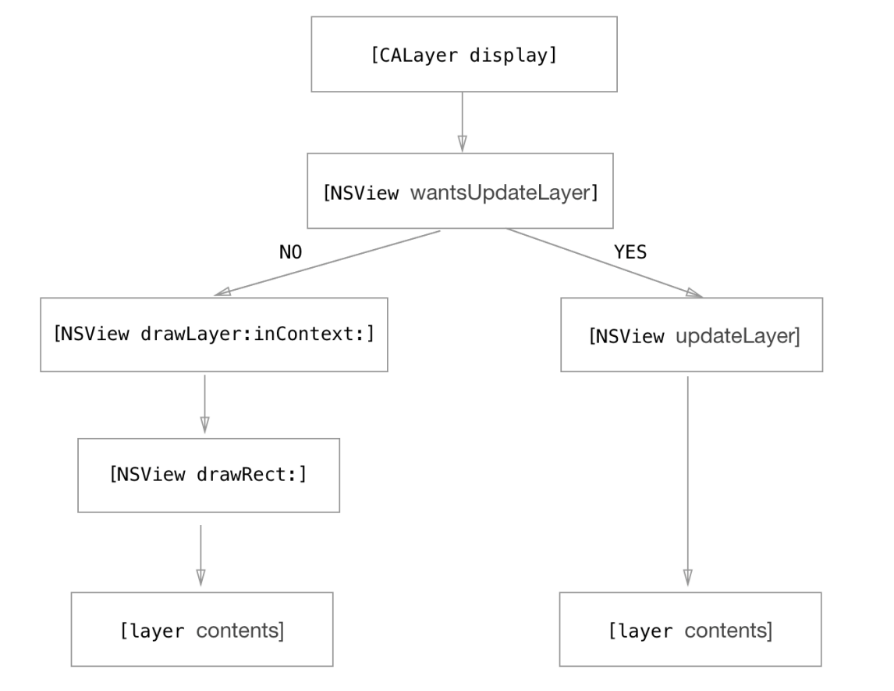 [CALayer display]
[NSView wantsUpdateLayer]
NO
YES
[NSView drawLayer:inContext:]
[NSView updateLayer]
[NSView drawRect:]
[layer contents]
[layer contents]